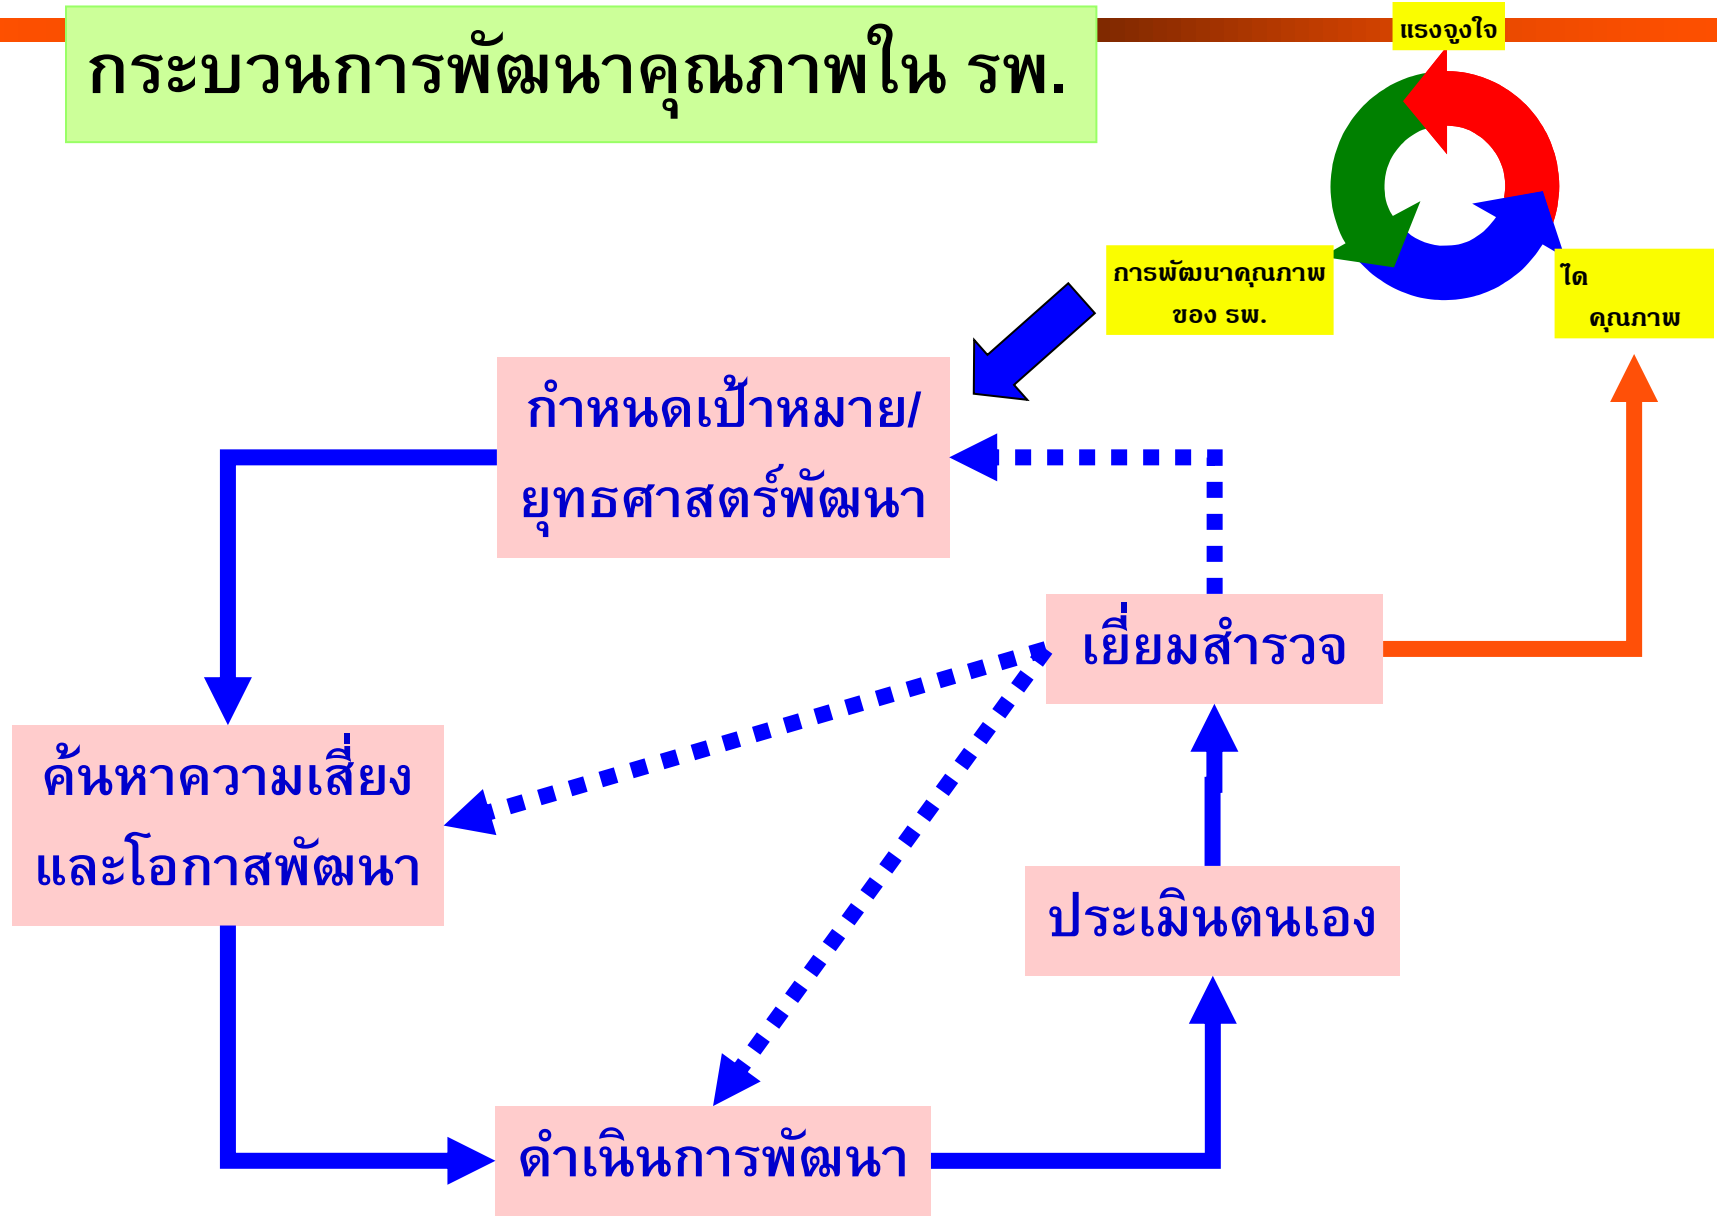 กระบวนการพัฒนาคุณภาพใน รพ.
แรงจูงใจ
การพัฒนาคุณภาพ
ของ รพ.
ได้
คุณภาพ
กำหนดเป้าหมาย/
ยุทธศาสตร์พัฒนา
เยี่ยมสำรวจ
ค้นหาความเสี่ยง
และโอกาสพัฒนา
ประเมินตนเอง
ดำเนินการพัฒนา